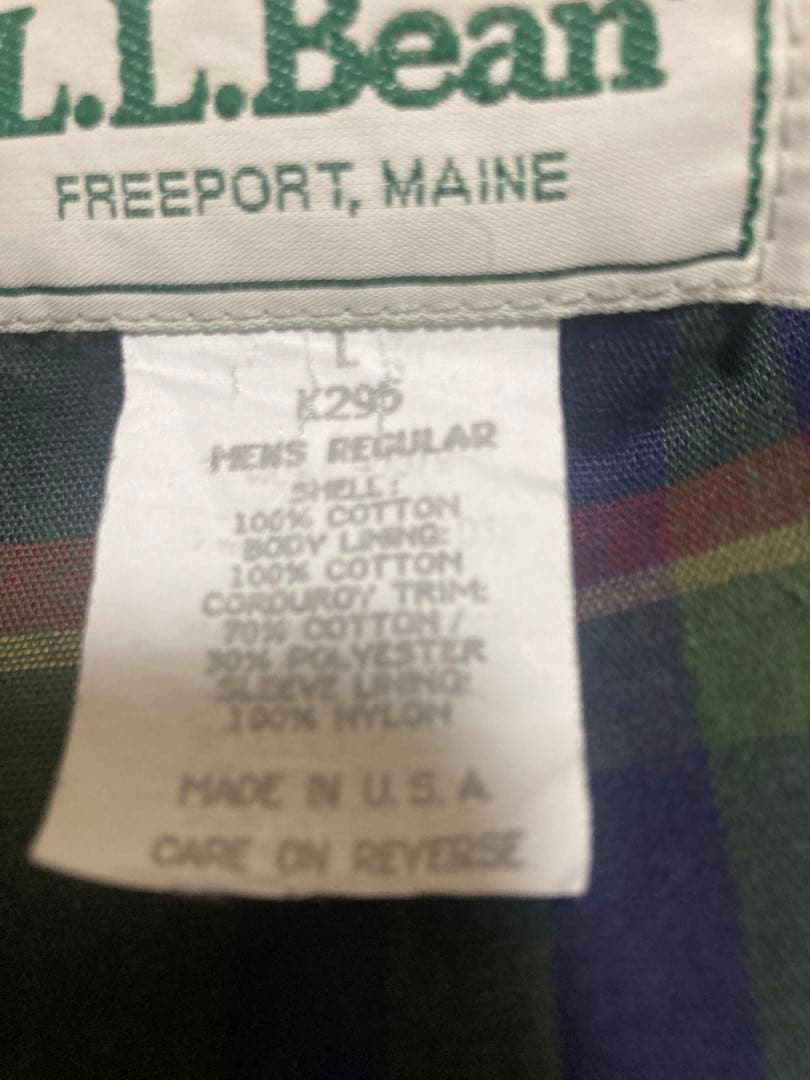 L.L.Bean
FREEPORT, MAINE
L
K295
MENS REGULAR
SHELL:
100% COTTON
BODY LINING:
100% COTTON
CORDUROY TRIM:
70% COTTON/
30% POLYESTER
SLEEVE LINING:
100% NYLON
MADE IN U.S.A.
CARE ON REVERSE